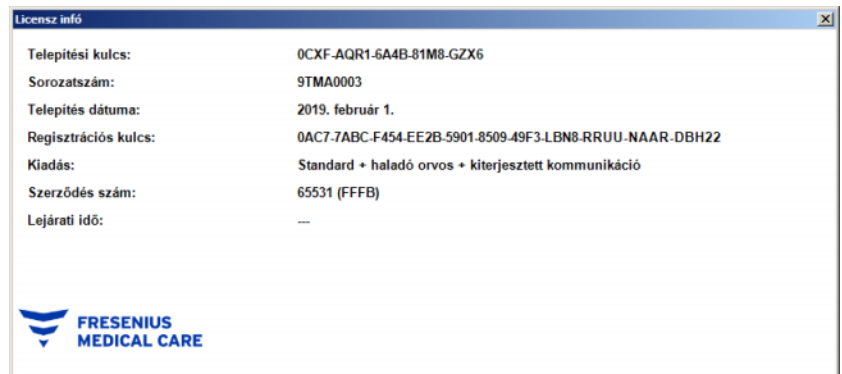 Licensz infó
Telepítési kulcs: 0CXF-AQR1-6A4B-81M8-GZX6
Sorozatszám: 9TMA0003
Telepítés dátuma: 2019. február 1.
Regisztrációs kulcs: 0AC7-7ABC-F454-EE2B-5901-8509-49F3-LBN8-RRUU-NAAR-DBH22
Kiadás: Standard + haladó orvos + kiterjesztett kommunikáció
Szerződés szám: 65531 (FFFB)
Lejárati idő: ---
FRESENIUS
MEDICAL CARE